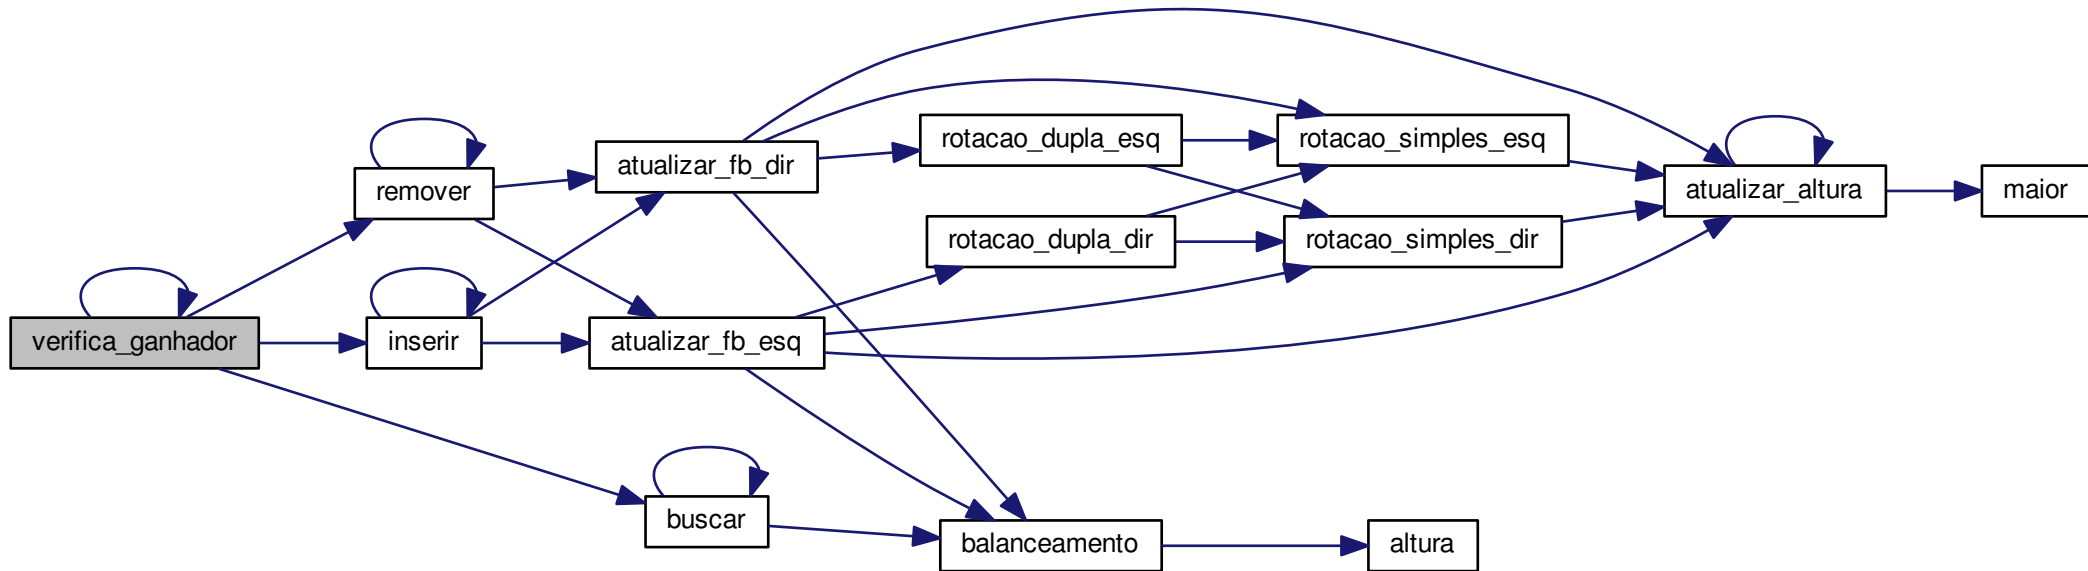 verifica_ganhador
remover
inserir
buscar
atualizar_fb_dir
atualizar_fb_esq
rotacao_dupla_esq
rotacao_dupla_dir
balanceamento
rotacao_simples_esq
rotacao_simples_dir
altura
atualizar_altura
maior